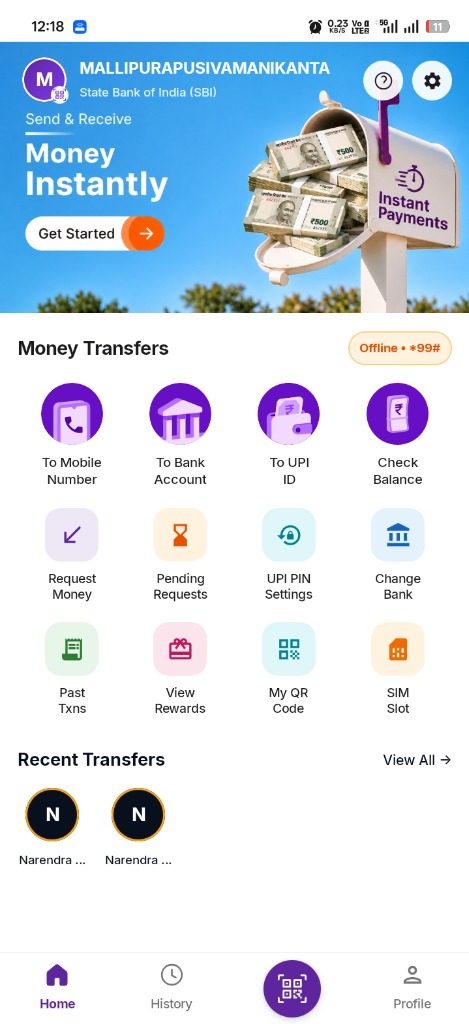 12:18
0.23 KB/S Vo LTE 5G 11
M
MALLIPURAPUSIVAMANIKANTA
State Bank of India (SBI)
Send & Receive
Money
Instantly
Get Started
₹500
₹500
Instant
Payments
Money Transfers
Offline • *99#
To Mobile
Number
To Bank
Account
To UPI
ID
Check
Balance
Request
Money
Pending
Requests
UPI PIN
Settings
Change
Bank
Past
Txns
View
Rewards
My QR
Code
SIM
Slot
Recent Transfers
View All →
N
N
Narendra ...
Narendra ...
Home
History
Profile